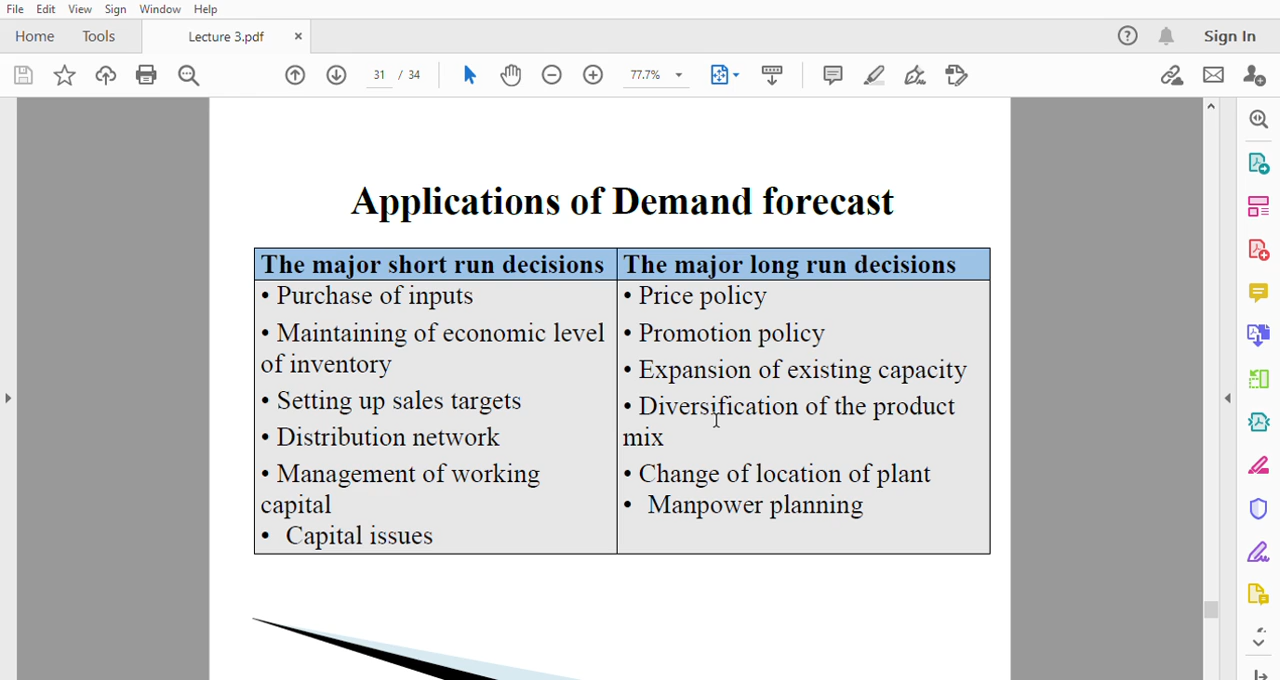 File Edit View Sign Window Help
Home Tools Lecture 3.pdf × Sign In
31 / 34 77.7%
Applications of Demand forecast
The major short run decisions
• Purchase of inputs
• Maintaining of economic level
of inventory
• Setting up sales targets
• Distribution network
• Management of working
capital
• Capital issues
The major long run decisions
• Price policy
• Promotion policy
• Expansion of existing capacity
• Diversification of the product
mix
• Change of location of plant
• Manpower planning